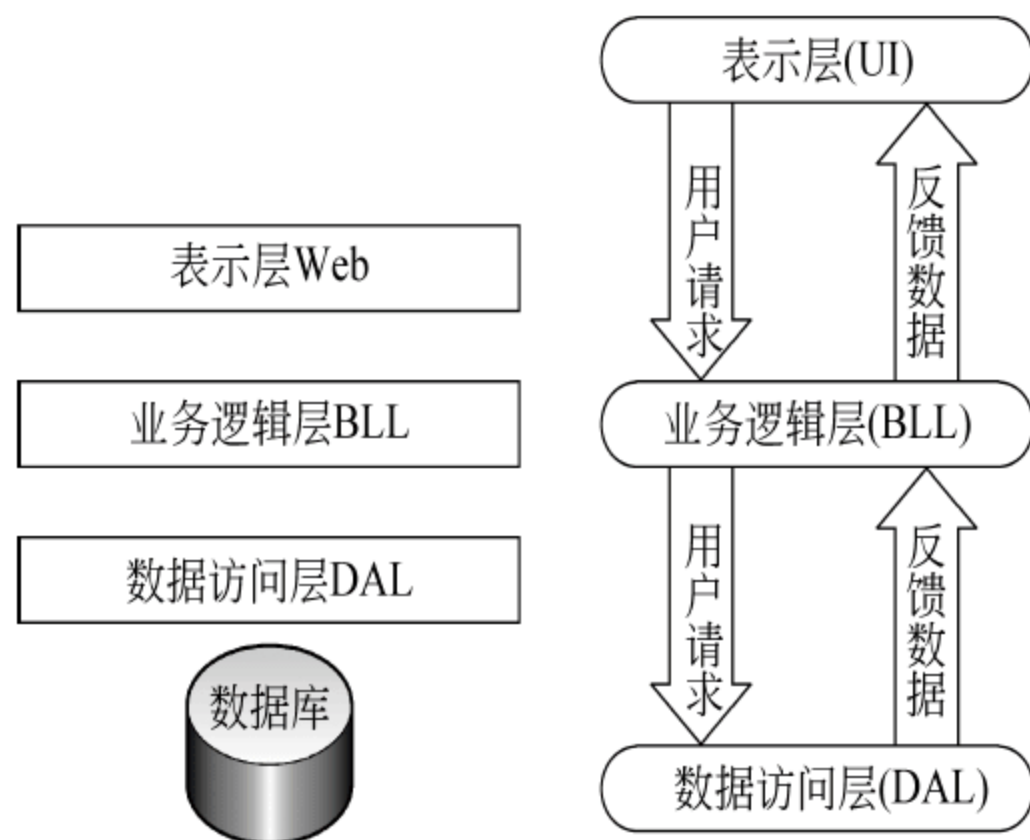 表示层Web
业务逻辑层BLL
数据访问层DAL
数据库
表示层(UI)
用户请求
反馈数据
业务逻辑层(BLL)
用户请求
反馈数据
数据访问层(DAL)